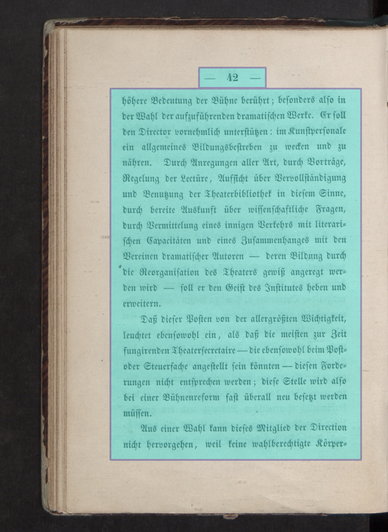 — 42 —
höhere Bedeutung der Bühne berührt; besonders also in
der Wahl der aufzuführenden dramatischen Werke. Er soll
den Director vornehmlich unterstützen: im Kunstpersonale
ein allgemeines Bildungsbestreben zu wecken und zu
nähren. Durch Anregungen aller Art, durch Vorträge,
Regelung der Lectüre, Aufsicht über Vervollständigung
und Benutzung der Theaterbibliothek in diesem Sinne,
durch bereite Auskunft über wissenschaftliche Fragen,
durch Vermittelung eines innigen Verkehrs mit literari-
schen Capacitäten und eines Zusammenhanges mit den
Vereinen dramatischer Autoren — deren Bildung durch
die Reorganisation des Theaters gewiß angeregt wer-
den wird — soll er den Geist des Institutes heben und
erweitern.
Daß dieser Posten von der allergrößten Wichtigkeit,
leuchtet ebensowohl ein, als daß die meisten zur Zeit
fungirenden Theatersecretaire — die ebensowohl beim Post-
oder Steuerfache angestellt sein könnten — diesen Forde-
rungen nicht entsprechen werden; diese Stelle wird also
bei einer Bühnenreform fast überall neu besetzt werden
müssen.
Aus einer Wahl kann dieses Mitglied der Direction
nicht hervorgehen, weil keine wahlberechtigte Körper-